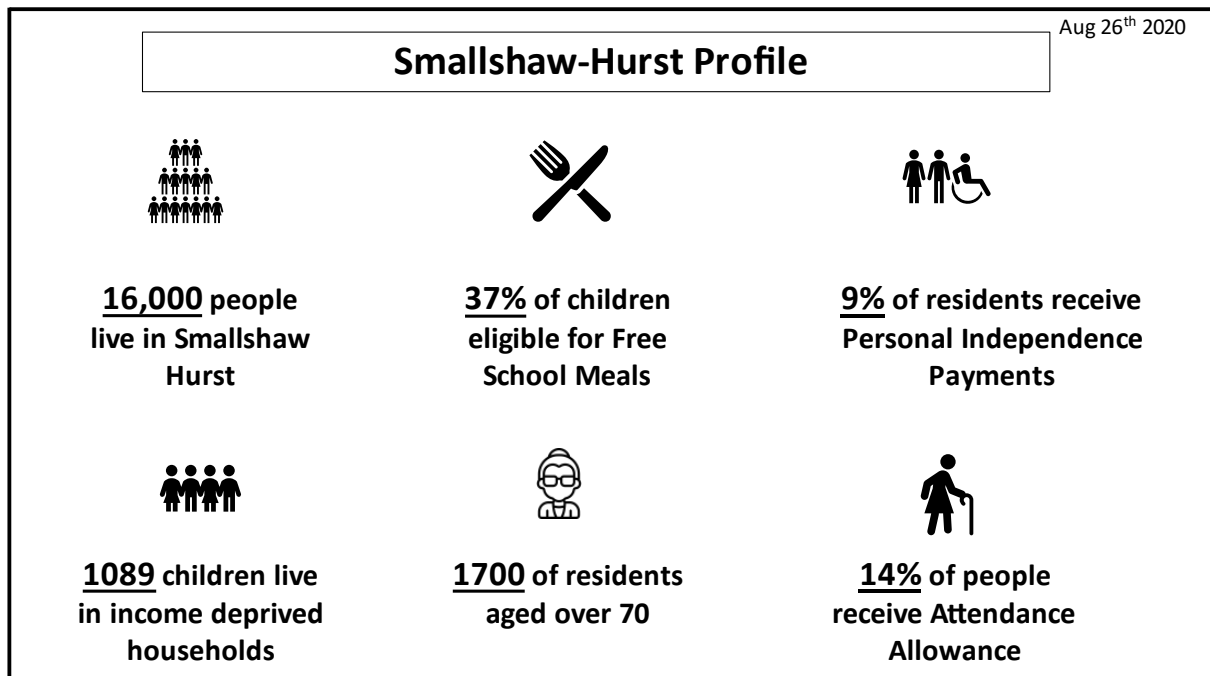 Aug 26th 2020
Smallshaw-Hurst Profile
16,000 people
live in Smallshaw
Hurst
37% of children
eligible for Free
School Meals
9% of residents receive
Personal Independence
Payments
1089 children live
in income deprived
households
1700 of residents
aged over 70
14% of people
receive Attendance
Allowance